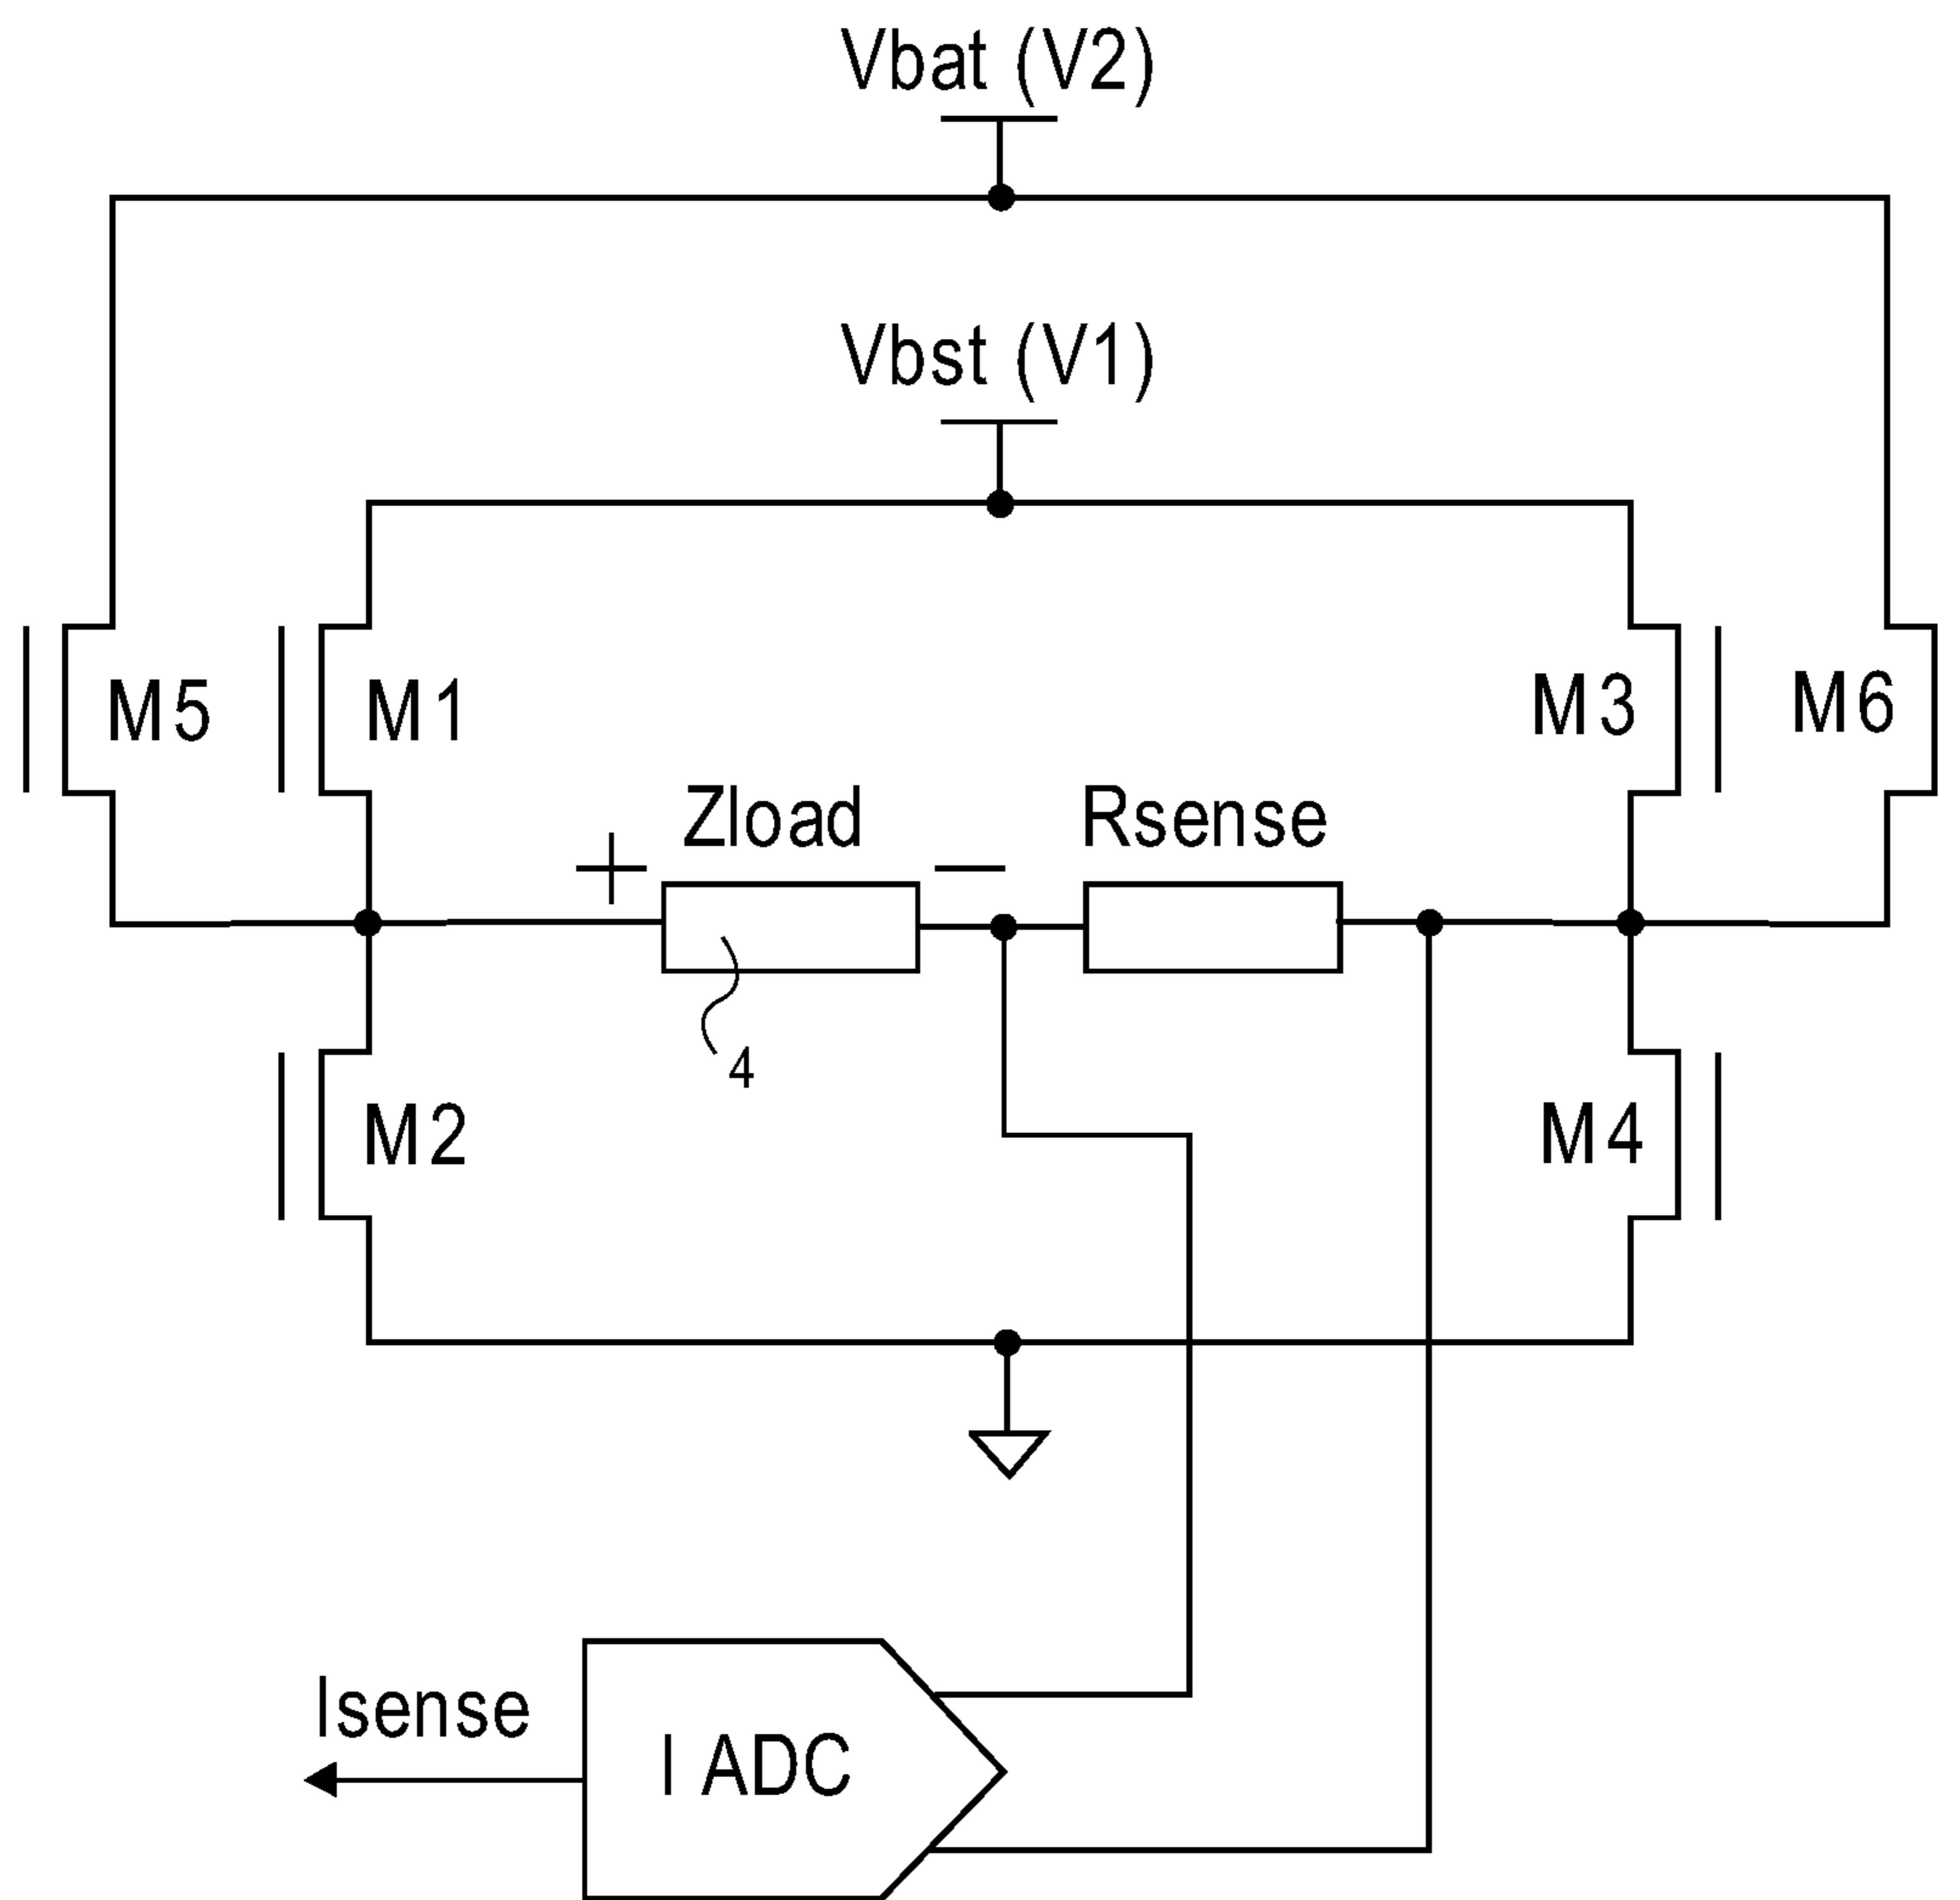 Vbat (V2)
Vbst (V1)
M5
M1
M3
M6
Zload
Rsense
+
—
4
M2
M4
Isense
I ADC